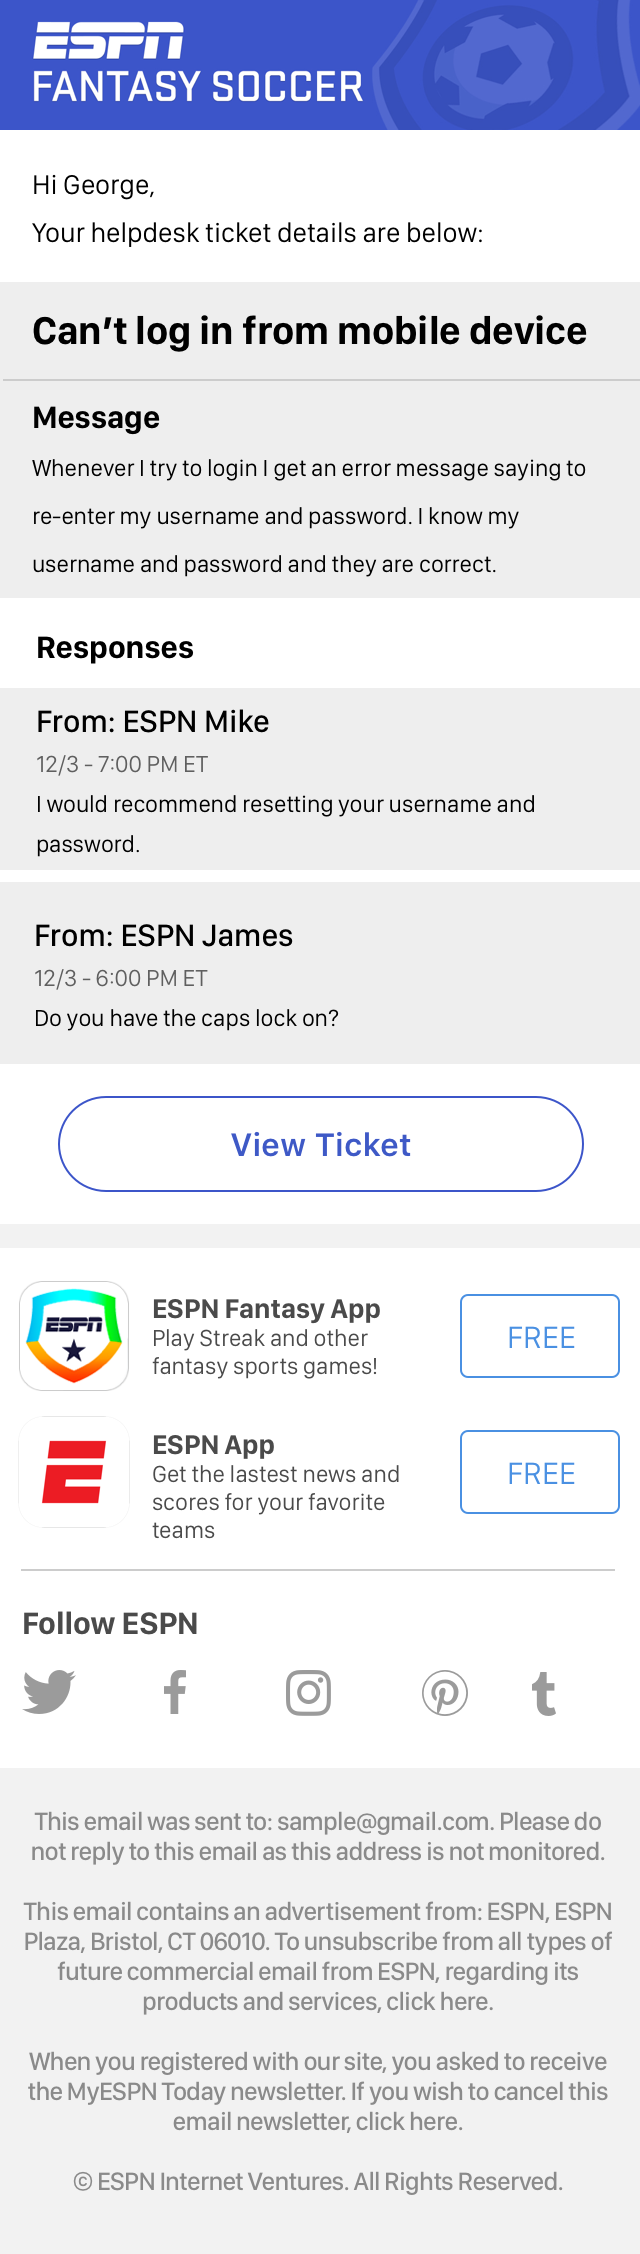 ESPN
FANTASY SOCCER
Hi George,
Your helpdesk ticket details are below:
Can’t log in from mobile device
Message
Whenever I try to login I get an error message saying to
re-enter my username and password. I know my
username and password and they are correct.
Responses
From: ESPN Mike
12/3 - 7:00 PM ET
I would recommend resetting your username and
password.
From: ESPN James
12/3 - 6:00 PM ET
Do you have the caps lock on?
View Ticket
ESPN
ESPN Fantasy App
Play Streak and other
fantasy sports games!
FREE
E
ESPN App
Get the lastest news and
scores for your favorite
teams
FREE
Follow ESPN
This email was sent to: sample@gmail.com. Please do
not reply to this email as this address is not monitored.
This email contains an advertisement from: ESPN, ESPN
Plaza, Bristol, CT 06010. To unsubscribe from all types of
future commercial email from ESPN, regarding its
products and services, click here.
When you registered with our site, you asked to receive
the MyESPN Today newsletter. If you wish to cancel this
email newsletter, click here.
© ESPN Internet Ventures. All Rights Reserved.